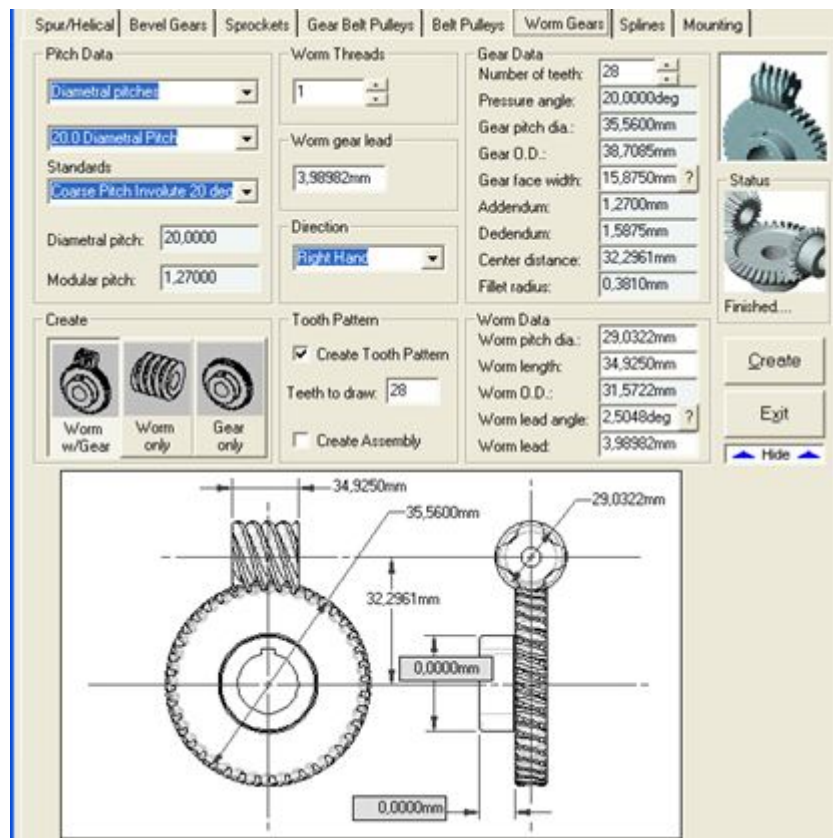 Spur/Helical Bevel Gears Sprockets Gear Belt Pulleys Belt Pulleys Worm Gears Splines Mounting
Pitch Data
Diametral pitches
20.0 Diametral Pitch
Standards
Coarse Pitch Involute 20 deg
Diametral pitch: 20,0000
Modular pitch: 1,27000
Worm Threads
1
Worm gear lead
3,98982mm
Direction
Right Hand
Gear Data
Number of teeth: 28
Pressure angle: 20,0000deg
Gear pitch dia.: 35,5600mm
Gear O.D.: 38,7085mm
Gear face width: 15,8750mm ?
Addendum: 1,2700mm
Dedendum: 1,5875mm
Center distance: 32,2961mm
Fillet radius: 0,3810mm
Status
Finished....
Create
Worm w/Gear
Worm only
Gear only
Tooth Pattern
Create Tooth Pattern
Teeth to draw: 28
Create Assembly
Worm Data
Worm pitch dia.: 29,0322mm
Worm length: 34,9250mm
Worm O.D.: 31,5722mm
Worm lead angle: 2,5048deg ?
Worm lead: 3,98982mm
Create
Exit
Hide
34,9250mm
35,5600mm
29,0322mm
32,2961mm
0,0000mm
0,0000mm